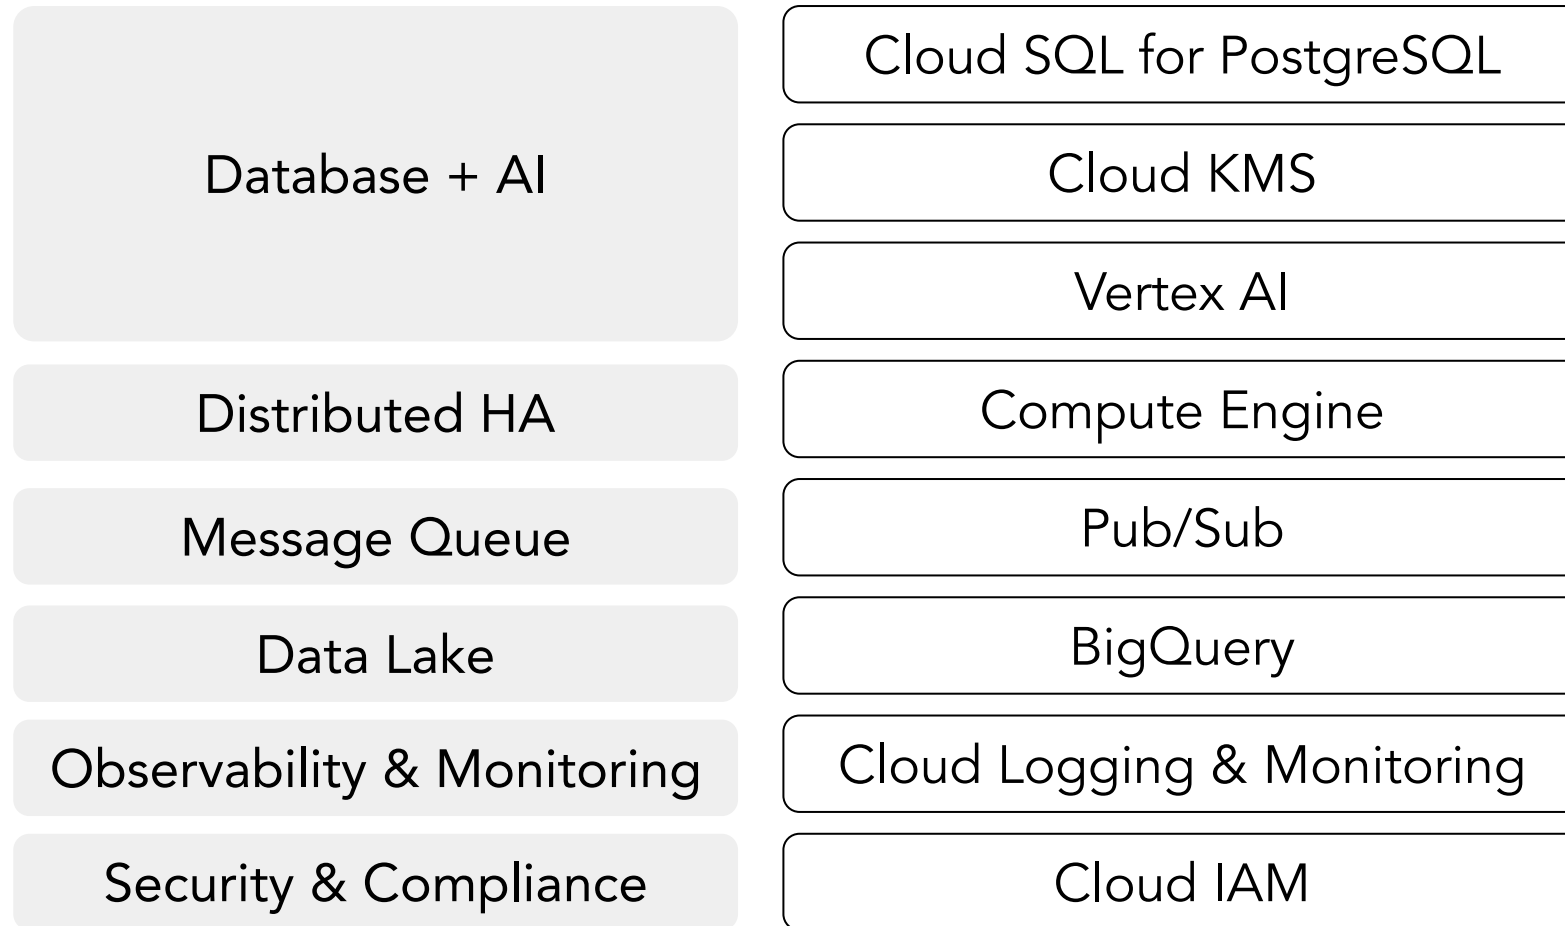 Database + AI
Cloud SQL for PostgreSQL
Cloud KMS
Vertex AI
Distributed HA
Compute Engine
Message Queue
Pub/Sub
Data Lake
BigQuery
Observability & Monitoring
Cloud Logging & Monitoring
Security & Compliance
Cloud IAM